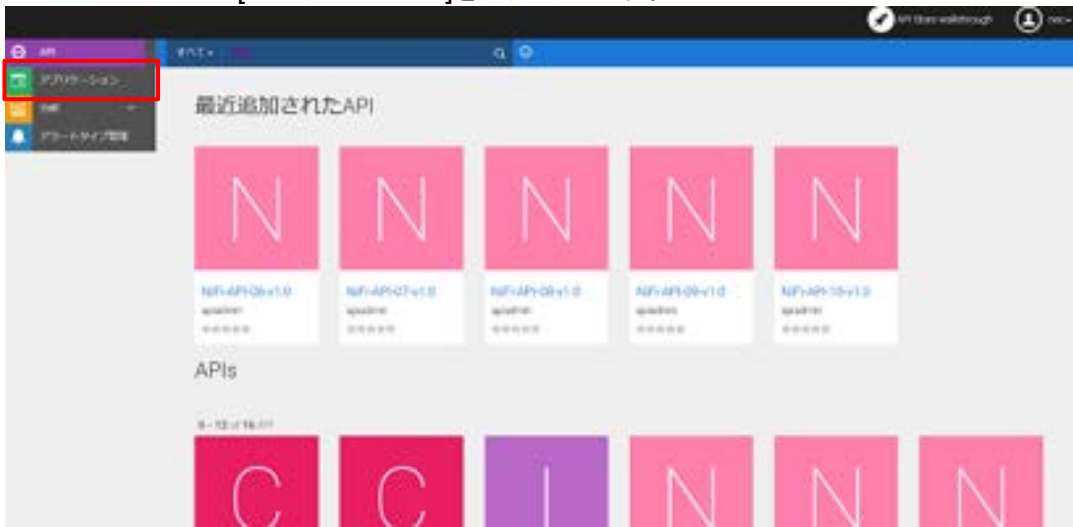 API Store walkthrough
API
すべて
アプリケーション
アラートタイプ管理
最近追加されたAPI
N N N N N
NiFi-API-06-v1.0 NiFi-API-07-v1.0 NiFi-API-08-v1.0 NiFi-API-09-v1.0 NiFi-API-10-v1.0
apiadmin apiadmin apiadmin apiadmin apiadmin
APIs
C C I N N N